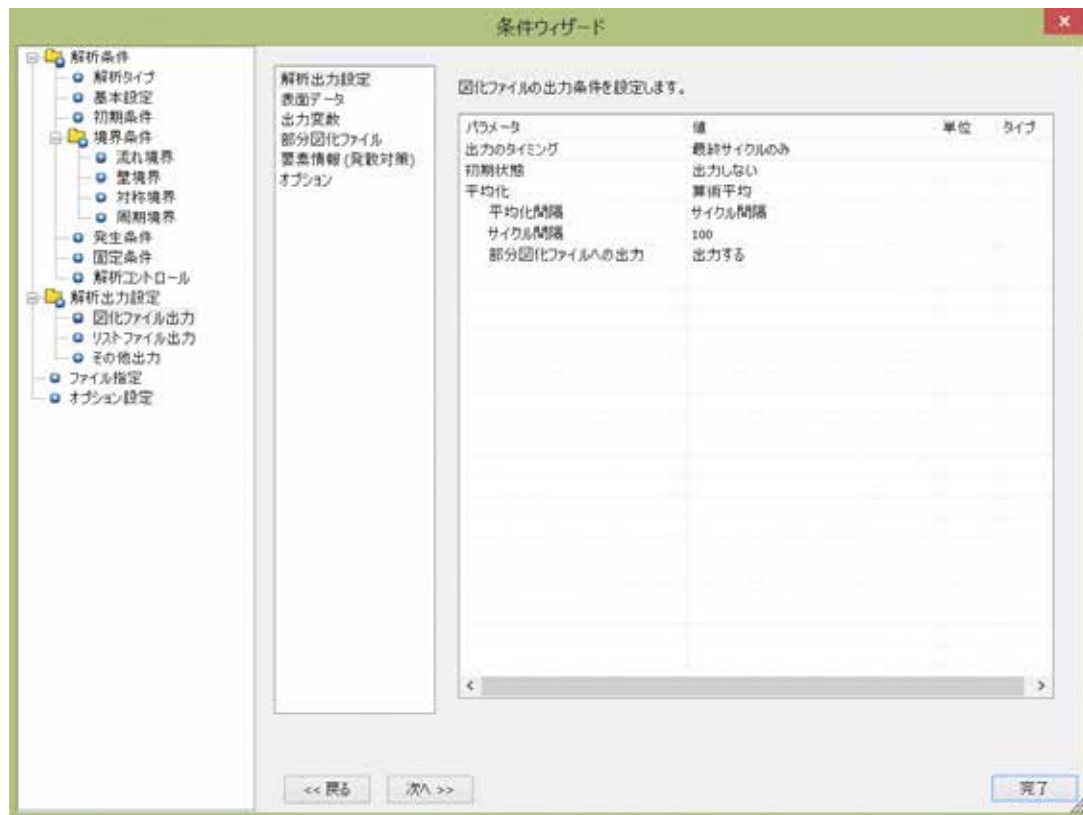 条件ウィザード
解析条件
解析タイプ
基本設定
初期条件
境界条件
流れ境界
壁境界
対称境界
周期境界
発生条件
固定条件
解析コントロール
解析出力設定
図化ファイル出力
リストファイル出力
その他出力
ファイル指定
オプション設定
解析出力設定
表面データ
出力変数
部分図化ファイル
要素情報(発散対策)
オプション
図化ファイルの出力条件を設定します。
パラメータ 値 単位 タイプ
出力のタイミング 最終サイクルのみ
初期状態 出力しない
平均化 算術平均
平均化間隔 サイクル間隔
サイクル間隔 100
部分図化ファイルへの出力 出力する
<< 戻る 次へ >> 完了